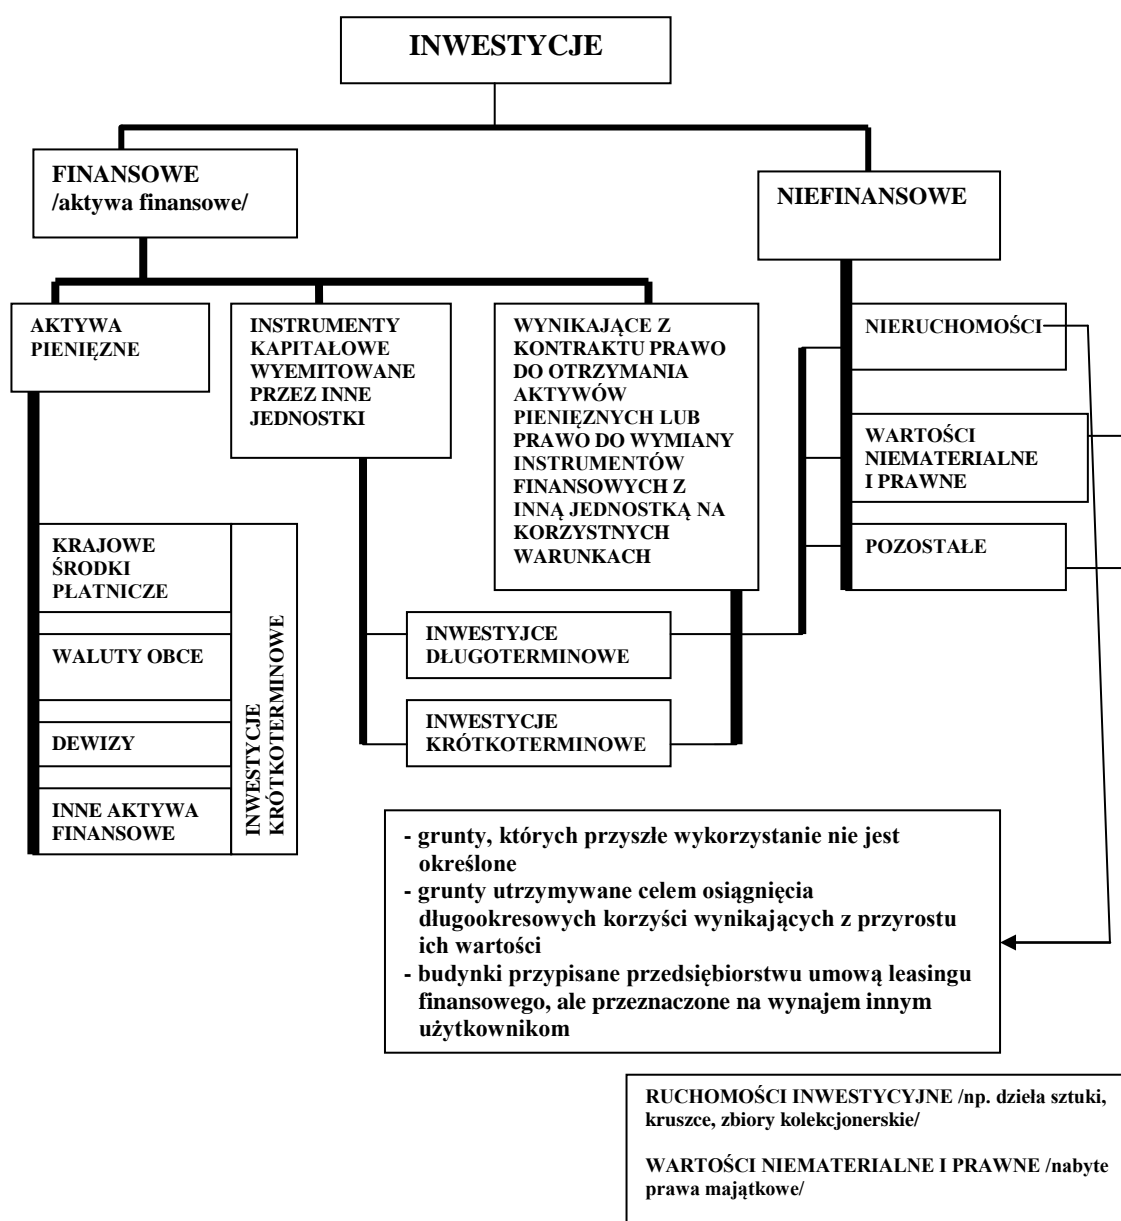 INWESTYCJE
FINANSOWE
/aktywa finansowe/
NIEFINANSOWE
AKTYWA
PIENIĘZNE
INSTRUMENTY
KAPITAŁOWE
WYEMITOWANE
PRZEZ INNE
JEDNOSTKI
WYNIKAJĄCE Z
KONTRAKTU PRAWO
DO OTRZYMANIA
AKTYWÓW
PIENIĘZNYCH LUB
PRAWO DO WYMIANY
INSTRUMENTÓW
FINANSOWYCH Z
INNĄ JEDNOSTKĄ NA
KORZYSTNYCH
WARUNKACH
NIERUCHOMOŚCI
WARTOŚCI
NIEMATERIALNE
I PRAWNE
POZOSTAŁE
KRAJOWE
ŚRODKI
PŁATNICZE
WALUTY OBCE
DEWIZY
INNE AKTYWA
FINANSOWE
INWESTYCJE
KRÓTKOTERMINOWE
INWESTYJCE
DŁUGOTERMINOWE
INWESTYCJE
KRÓTKOTERMINOWE
- grunty, których przyszłe wykorzystanie nie jest
określone
- grunty utrzymywane celem osiągnięcia
długookresowych korzyści wynikających z przyrostu
ich wartości
- budynki przypisane przedsiębiorstwu umową leasingu
finansowego, ale przeznaczone na wynajem innym
użytkownikom
RUCHOMOŚCI INWESTYCYJNE /np. dzieła sztuki,
kruszce, zbiory kolekcjonerskie/
WARTOŚCI NIEMATERIALNE I PRAWNE /nabyte
prawa majątkowe/